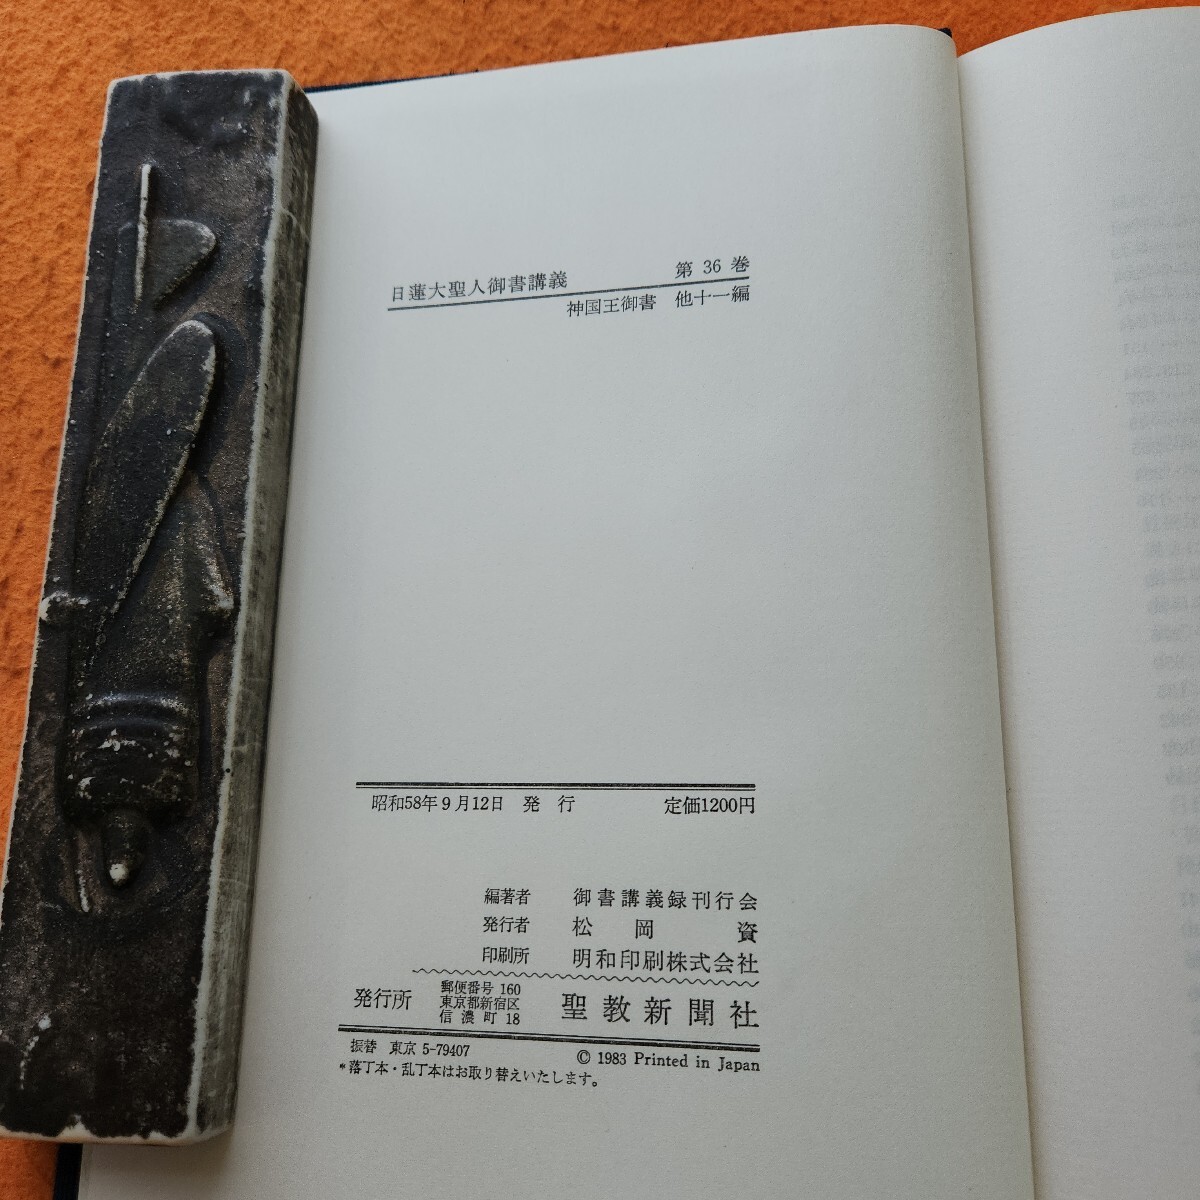 日蓮大聖人御書講義 第36巻
神国王御書 他十一編
昭和58年9月12日 発行 定価1200円
編著者 御書講義録刊行会
発行者 松岡 資
印刷所 明和印刷株式会社
発行所 郵便番号 160
東京都新宿区
信濃町 18
聖教新聞社
振替 東京 5-79407
© 1983 Printed in Japan
*落丁本・乱丁本はお取り替えいたします。